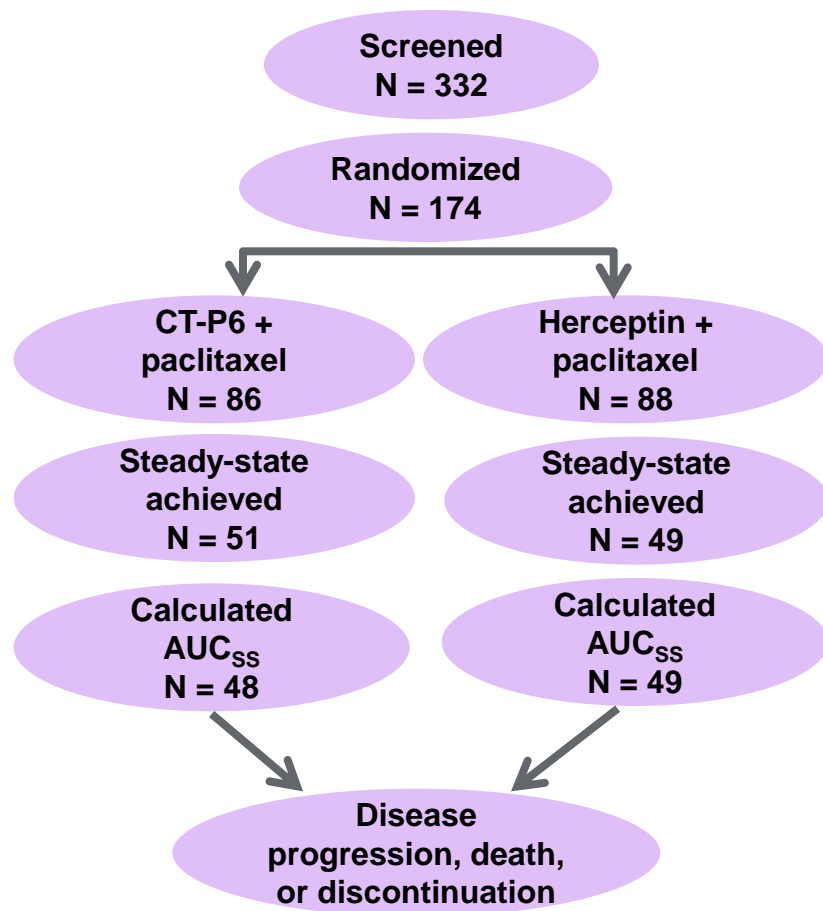 Screened
N = 332
Randomized
N = 174
CT-P6 +
paclitaxel
N = 86
Herceptin +
paclitaxel
N = 88
Steady-state
achieved
N = 51
Steady-state
achieved
N = 49
Calculated
AUCSS
N = 48
Calculated
AUCSS
N = 49
Disease
progression, death,
or discontinuation